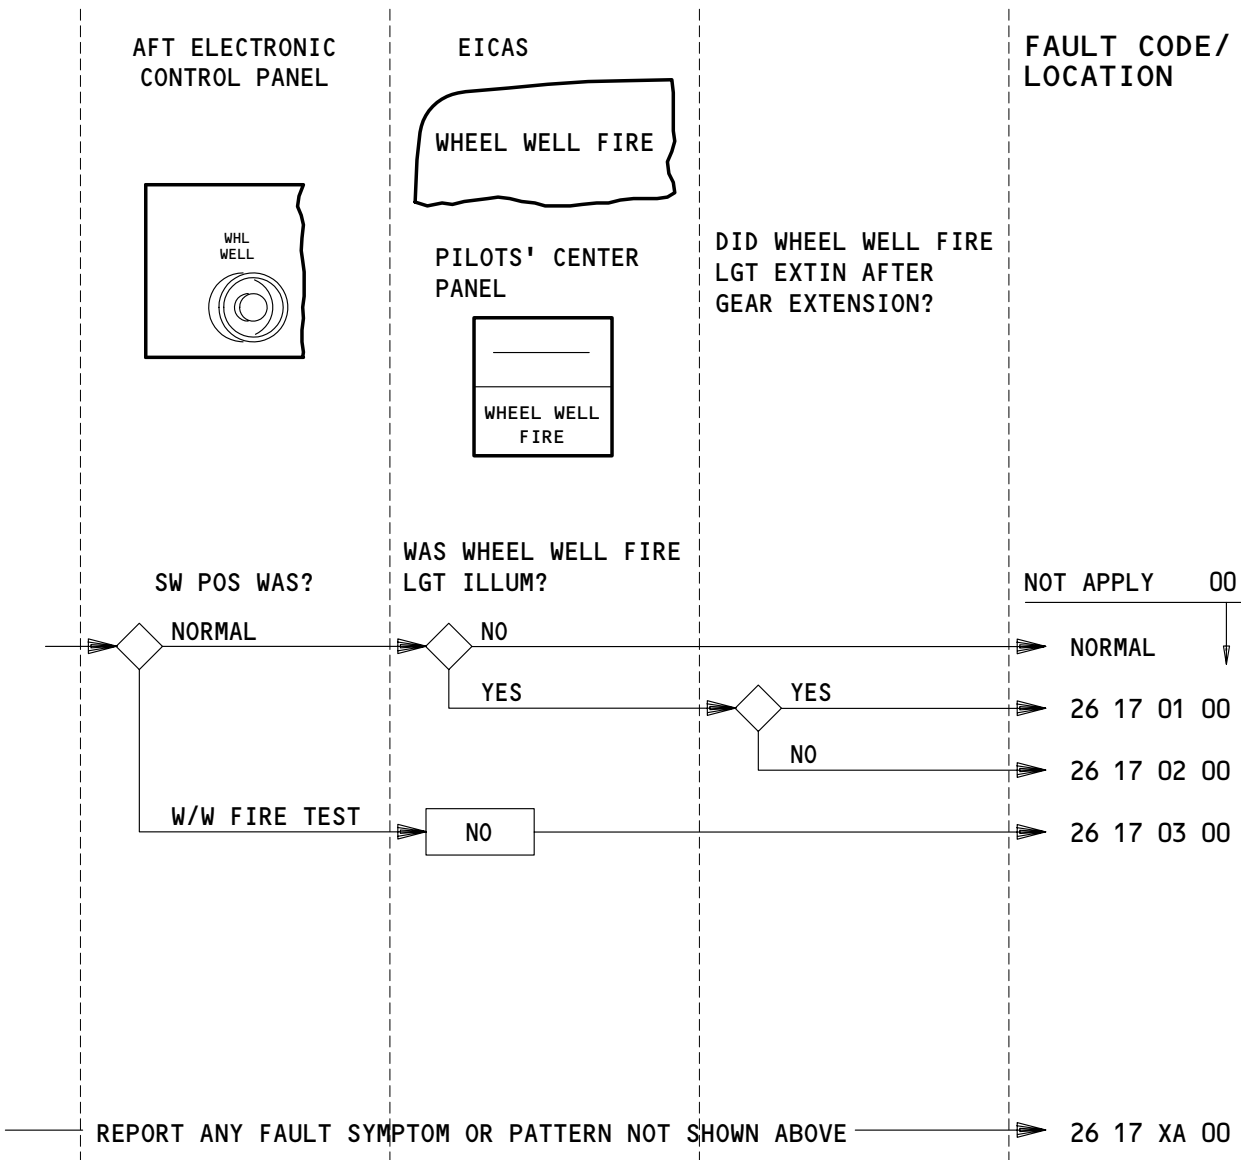 AFT ELECTRONIC
CONTROL PANEL
WHL
WELL
EICAS
WHEEL WELL FIRE
PILOTS' CENTER
PANEL
WHEEL WELL
FIRE
DID WHEEL WELL FIRE
LGT EXTIN AFTER
GEAR EXTENSION?
FAULT CODE/
LOCATION
SW POS WAS?
WAS WHEEL WELL FIRE
LGT ILLUM?
NOT APPLY 00
NORMAL
NO
NORMAL
YES
YES
26 17 01 00
NO
26 17 02 00
W/W FIRE TEST
NO
26 17 03 00
REPORT ANY FAULT SYMPTOM OR PATTERN NOT SHOWN ABOVE
26 17 XA 00